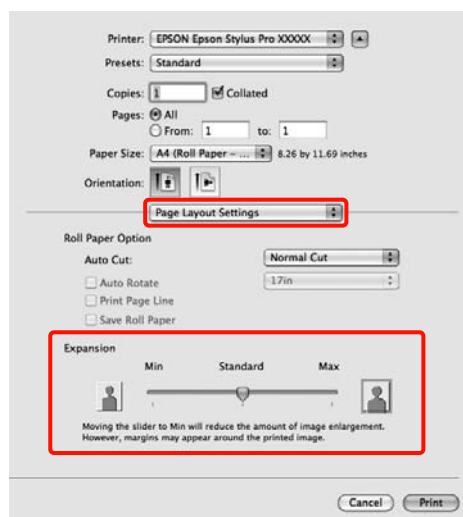 Printer: EPSON Epson Stylus Pro XXXXX
Presets: Standard
Copies: 1 Collated
Pages: All
From: 1 to: 1
Paper Size: A4 (Roll Paper – ... 8.26 by 11.69 inches
Orientation:
Page Layout Settings
Roll Paper Option
Auto Cut: Normal Cut
Auto Rotate 17in
Print Page Line
Save Roll Paper
Expansion
Min Standard Max
Moving the slider to Min will reduce the amount of image enlargement.
However, margins may appear around the printed image.
Cancel Print